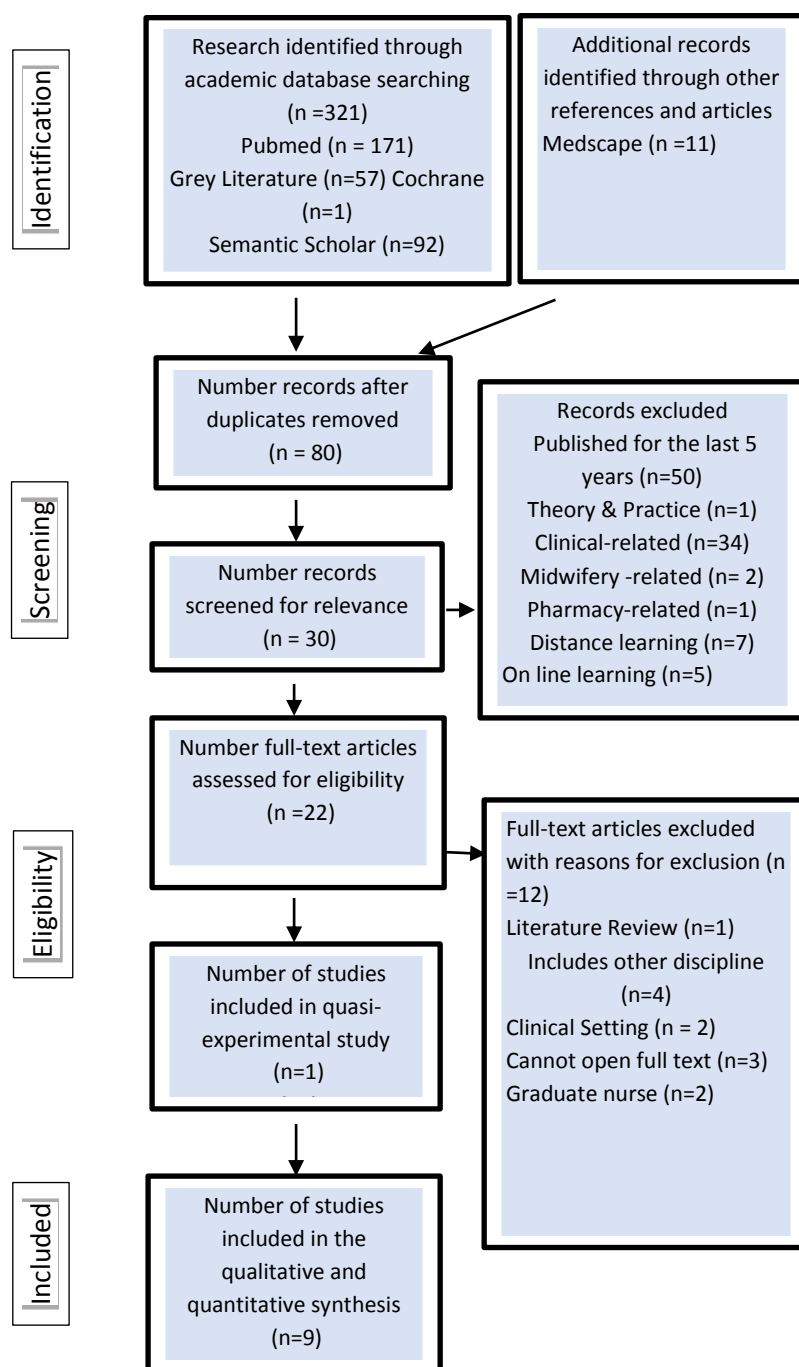 Identification
Research identified through
academic database searching
(n =321)
Pubmed (n = 171)
Grey Literature (n=57) Cochrane
(n=1)
Semantic Scholar (n=92)
Additional records
identified through other
references and articles
Medscape (n =11)
Number records after
duplicates removed
(n = 80)
Screening
Number records
screened for relevance
(n = 30)
Records excluded
Published for the last 5
years (n=50)
Theory & Practice (n=1)
Clinical-related (n=34)
Midwifery -related (n= 2)
Pharmacy-related (n=1)
Distance learning (n=7)
On line learning (n=5)
Eligibility
Number full-text articles
assessed for eligibility
(n =22)
Full-text articles excluded
with reasons for exclusion (n
=12)
Literature Review (n=1)
Includes other discipline
(n=4)
Clinical Setting (n = 2)
Cannot open full text (n=3)
Graduate nurse (n=2)
Number of studies
included in quasi-
experimental study
(n=1)
Included
Number of studies
included in the
qualitative and
quantitative synthesis
(n=9)